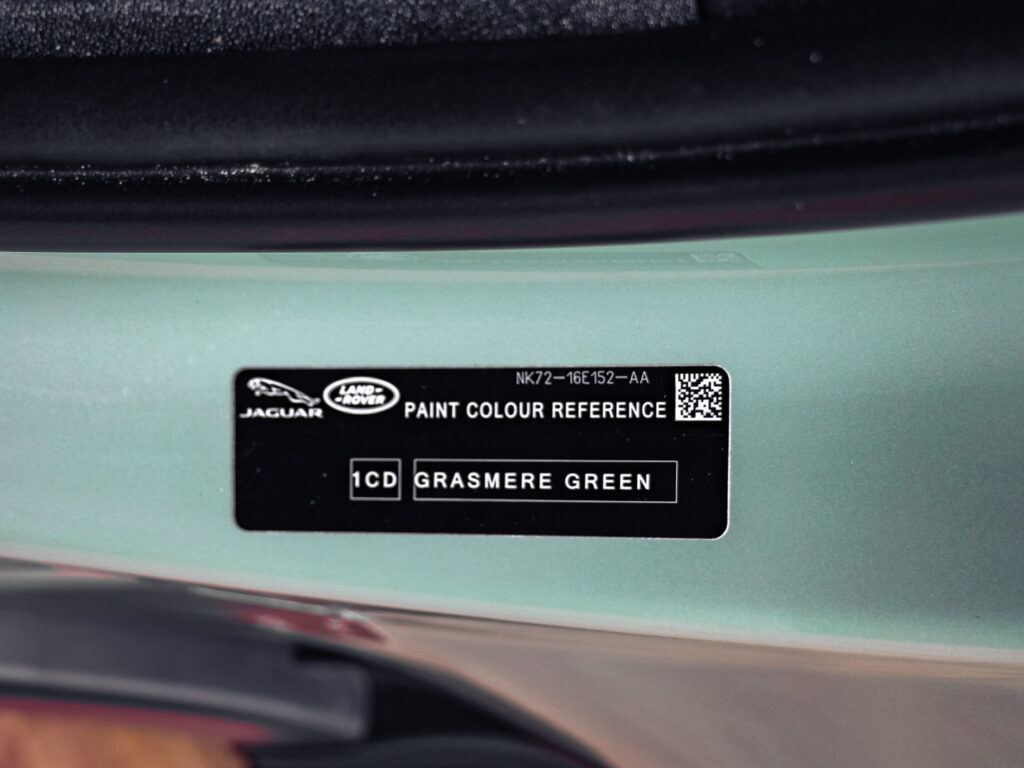 NK72-16E152-AA
JAGUAR
LAND-
-ROVER
PAINT COLOUR REFERENCE
1CD GRASMERE GREEN